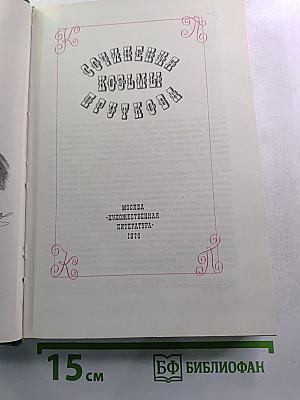 К П
СОЧИНЕНИЯ
КОЗЬМЫ
ПРУТКОВА
МОСКВА
«ХУДОЖЕСТВЕННАЯ
ЛИТЕРАТУРА»
1976
К П
15 см БФ БИБЛИОФАН